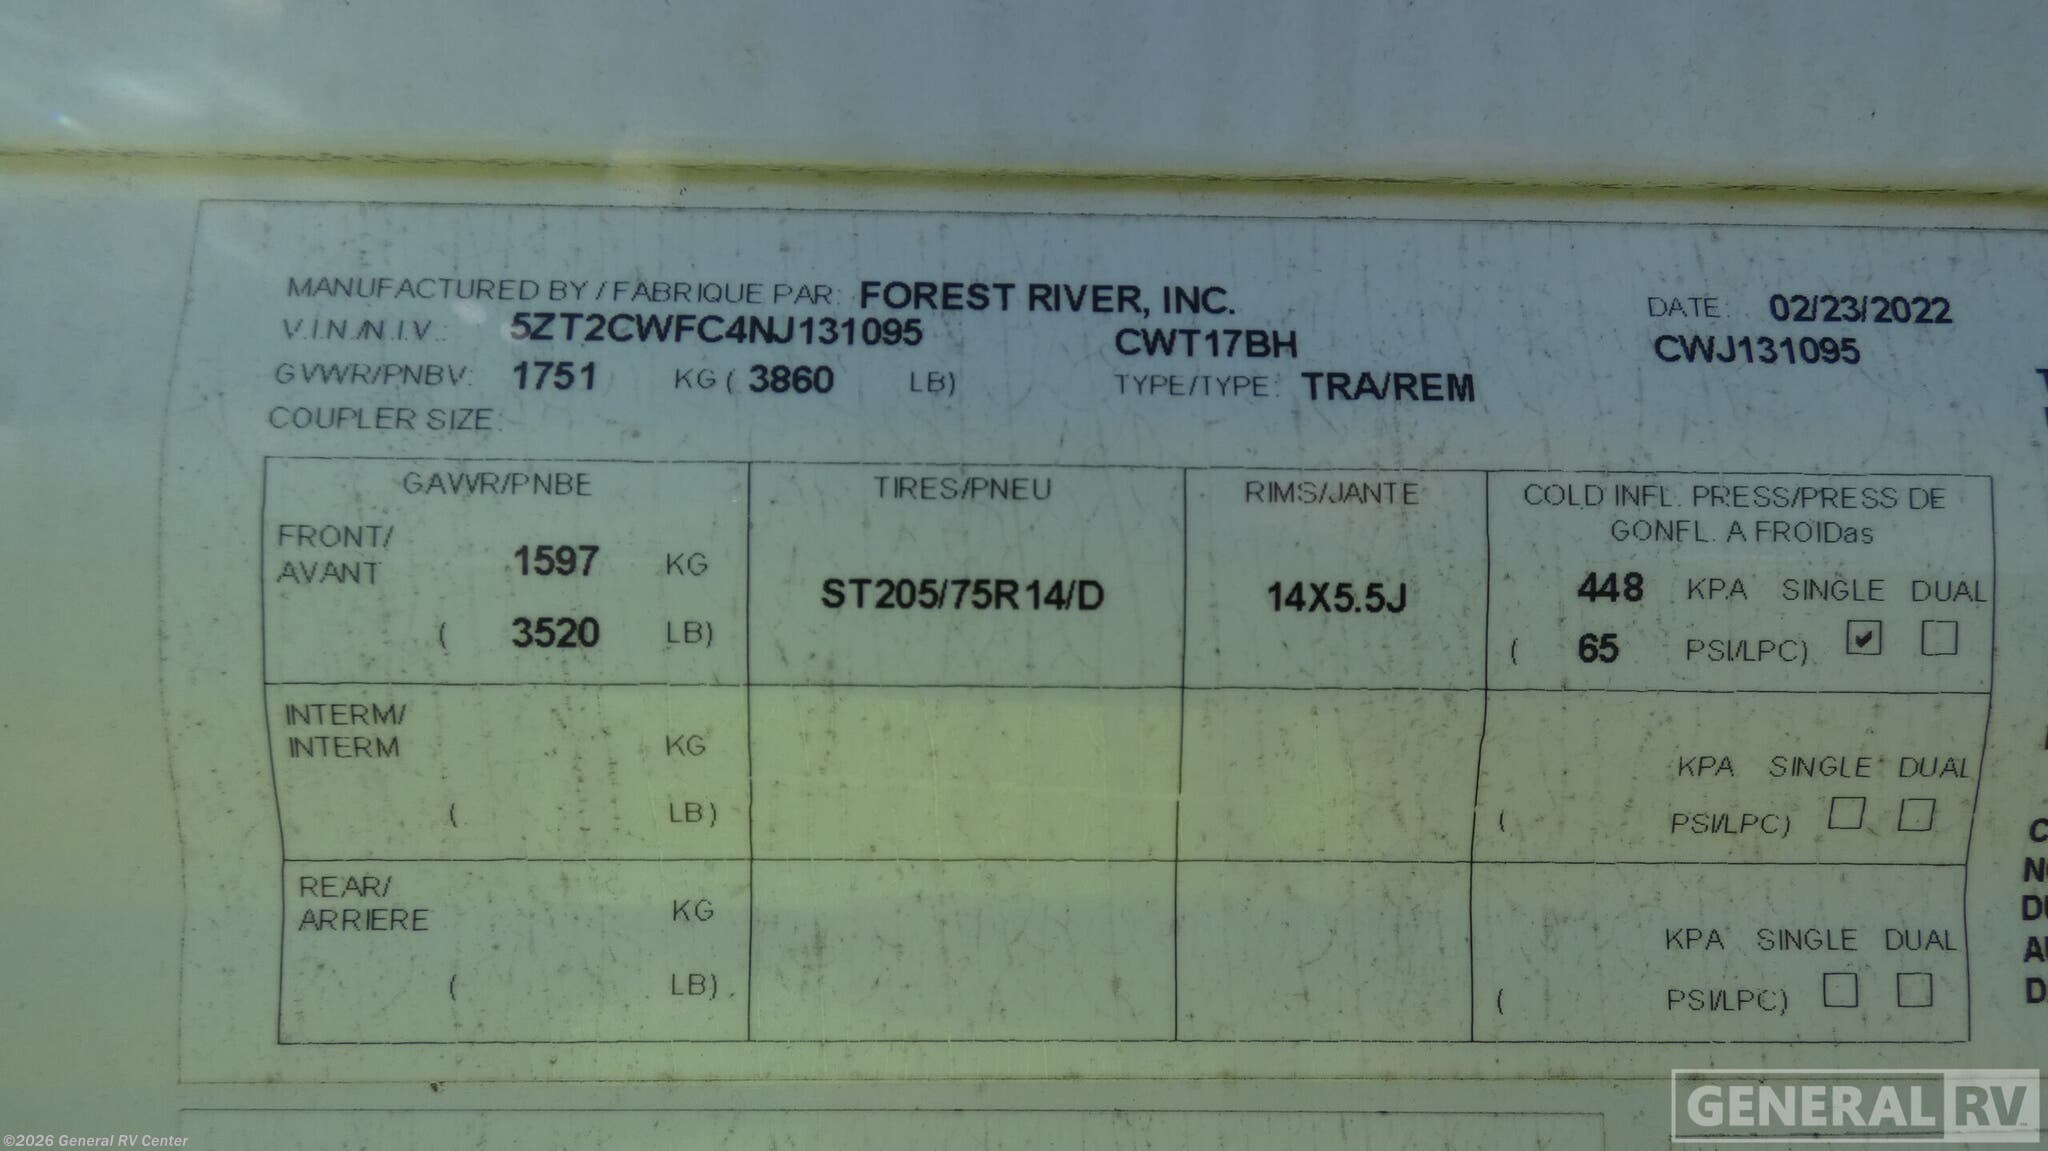 MANUFACTURED BY / FABRIQUE PAR: FOREST RIVER, INC.
DATE: 02/23/2022
V.I.N./N.I.V.: 5ZT2CWFC4NJ131095 CWT17BH CWJ131095
GVWR/PNBV: 1751 KG ( 3860 LB) TYPE/TYPE: TRA/REM
COUPLER SIZE:
GAWR/PNBE TIRES/PNEU RIMS/JANTE COLD INFL. PRESS/PRESS DE
GONFL. A FROIDas
FRONT/
AVANT 1597 KG ST205/75R14/D 14X5.5J 448 KPA SINGLE DUAL
( 3520 LB) ( 65 PSI/LPC)
INTERM/
INTERM KG KPA SINGLE DUAL
( LB) ( PSI/LPC)
REAR/
ARRIERE KG KPA SINGLE DUAL
( LB) ( PSI/LPC)
GENERAL RV
©2026 General RV Center